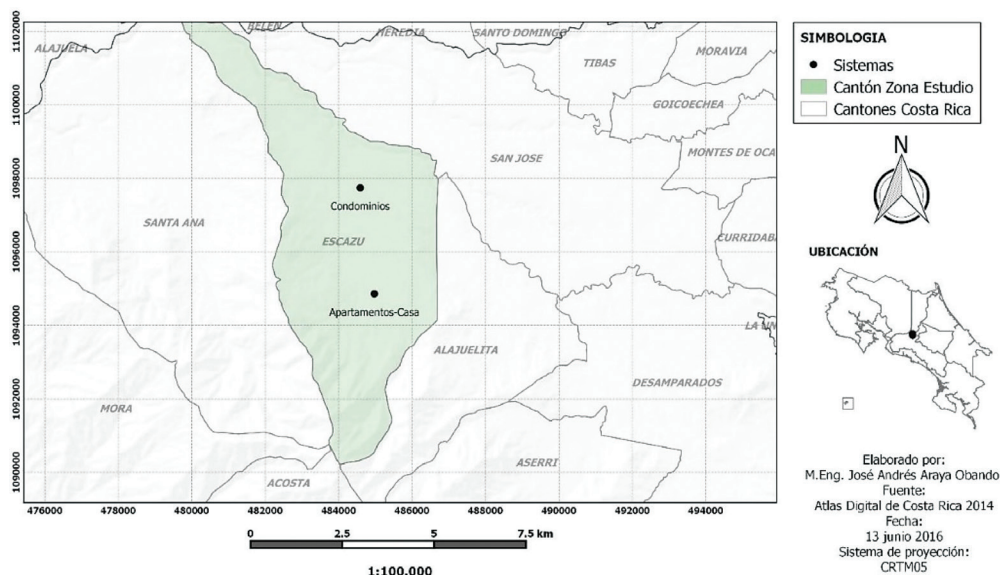 BELEN
HEREDIA
SANTO DOMINGO
ALAJUELA
TIBAS
MORAVIA
GOICOECHEA
SAN JOSE
MONTES DE OCA
Condominios
SANTA ANA
ESCAZU
CURRIDABA
Apartamentos-Casa
ALAJUELITA
LA UN
DESAMPARADOS
MORA
ASERRI
ACOSTA
1102000
1100000
1098000
1096000
1094000
1092000
1090000
476000 478000 480000 482000 484000 486000 488000 490000 492000 494000
0 2.5 5 7.5 km
1:100.000
SIMBOLOGIA
Sistemas
Cantón Zona Estudio
Cantones Costa Rica
N
UBICACIÓN
Elaborado por:
M.Eng. José Andrés Araya Obando
Fuente:
Atlas Digital de Costa Rica 2014
Fecha:
13 junio 2016
Sistema de proyección:
CRTM05